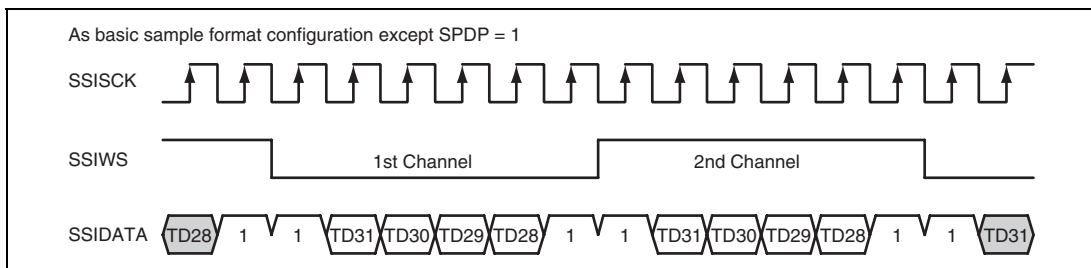 As basic sample format configuration except SPDP = 1
SSISCK
SSIWS 1st Channel 2nd Channel
SSIDATA TD28 1 1 TD31 TD30 TD29 TD28 1 1 TD31 TD30 TD29 TD28 1 1 TD31